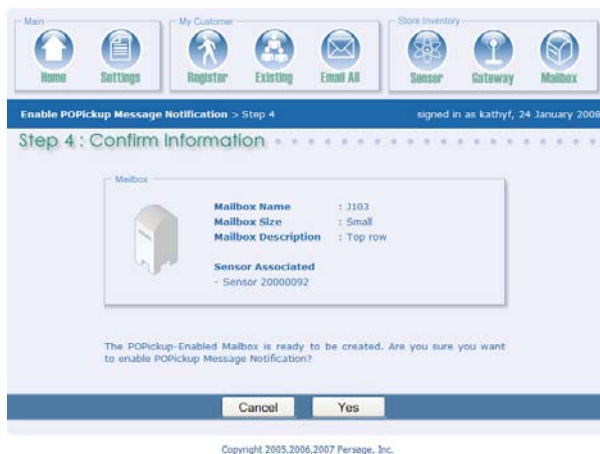 Main
My Customer
Store Inventory
Home
Settings
Register
Existing
Email All
Sensor
Gateway
Mailbox
Enable POPickup Message Notification > Step 4
signed in as kathyf, 24 January 2008
Step 4 : Confirm Information
Mailbox
Mailbox Name : J103
Mailbox Size : Small
Mailbox Description : Top row
Sensor Associated
- Sensor 20000092
The POPickup-Enabled Mailbox is ready to be created. Are you sure you want
to enable POPickup Message Notification?
Cancel
Yes
Copyright 2005,2006,2007 Persage, Inc.